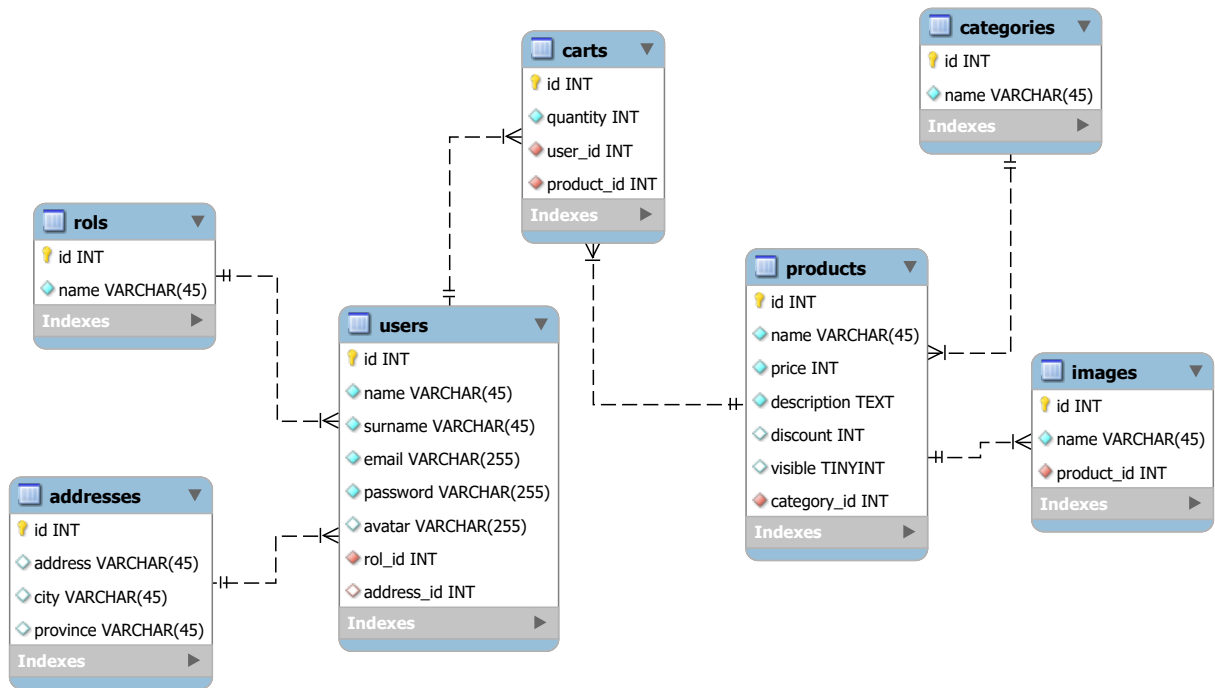 carts
id INT
quantity INT
user_id INT
product_id INT
Indexes
categories
id INT
name VARCHAR(45)
Indexes
rols
id INT
name VARCHAR(45)
Indexes
users
id INT
name VARCHAR(45)
surname VARCHAR(45)
email VARCHAR(255)
password VARCHAR(255)
avatar VARCHAR(255)
rol_id INT
address_id INT
Indexes
products
id INT
name VARCHAR(45)
price INT
description TEXT
discount INT
visible TINYINT
category_id INT
Indexes
images
id INT
name VARCHAR(45)
product_id INT
Indexes
addresses
id INT
address VARCHAR(45)
city VARCHAR(45)
province VARCHAR(45)
Indexes